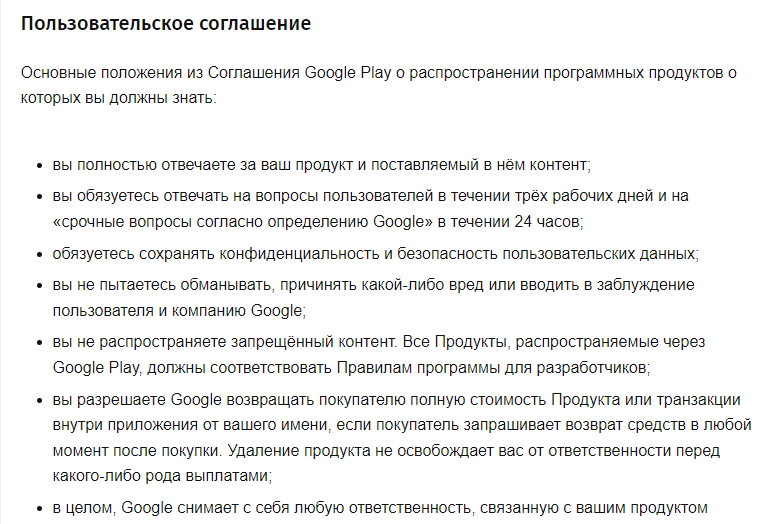 Пользовательское соглашение
Основные положения из Соглашения Google Play о распространении программных продуктов о
которых вы должны знать:
• вы полностью отвечаете за ваш продукт и поставляемый в нём контент;
• вы обязуетесь отвечать на вопросы пользователей в течении трёх рабочих дней и на
«срочные вопросы согласно определению Google» в течении 24 часов;
• обязуетесь сохранять конфиденциальность и безопасность пользовательских данных;
• вы не пытаетесь обманывать, причинять какой-либо вред или вводить в заблуждение
пользователя и компанию Google;
• вы не распространяете запрещённый контент. Все Продукты, распространяемые через
Google Play, должны соответствовать Правилам программы для разработчиков;
• вы разрешаете Google возвращать покупателю полную стоимость Продукта или транзакции
внутри приложения от вашего имени, если покупатель запрашивает возврат средств в любой
момент после покупки. Удаление продукта не освобождает вас от ответственности перед
какого-либо рода выплатами;
• в целом, Google снимает с себя любую ответственность, связанную с вашим продуктом